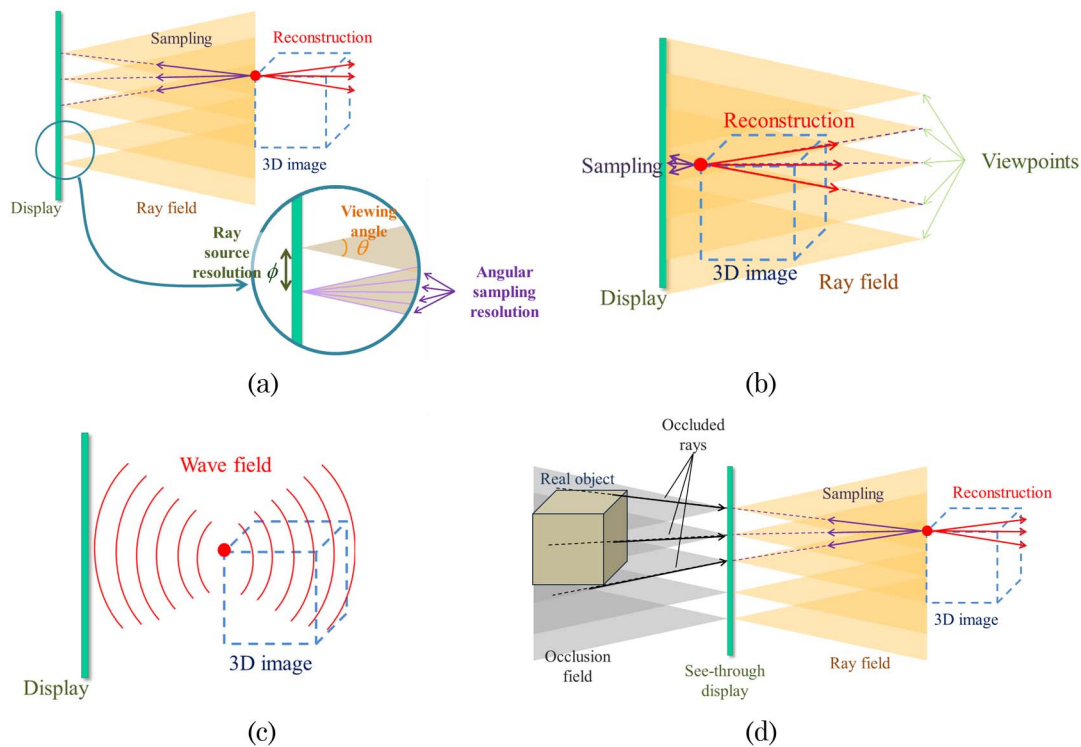 Sampling
Reconstruction
3D image
Display
Ray field
Ray
source
resolution ϕ
Viewing
angle
θ
Angular
sampling
resolution
(a)
Reconstruction
Sampling
Viewpoints
3D image
Ray field
Display
(b)
Wave field
3D image
Display
(c)
Occluded
rays
Real object
Sampling
Reconstruction
3D image
Occlusion
field
See-through
display
Ray field
(d)